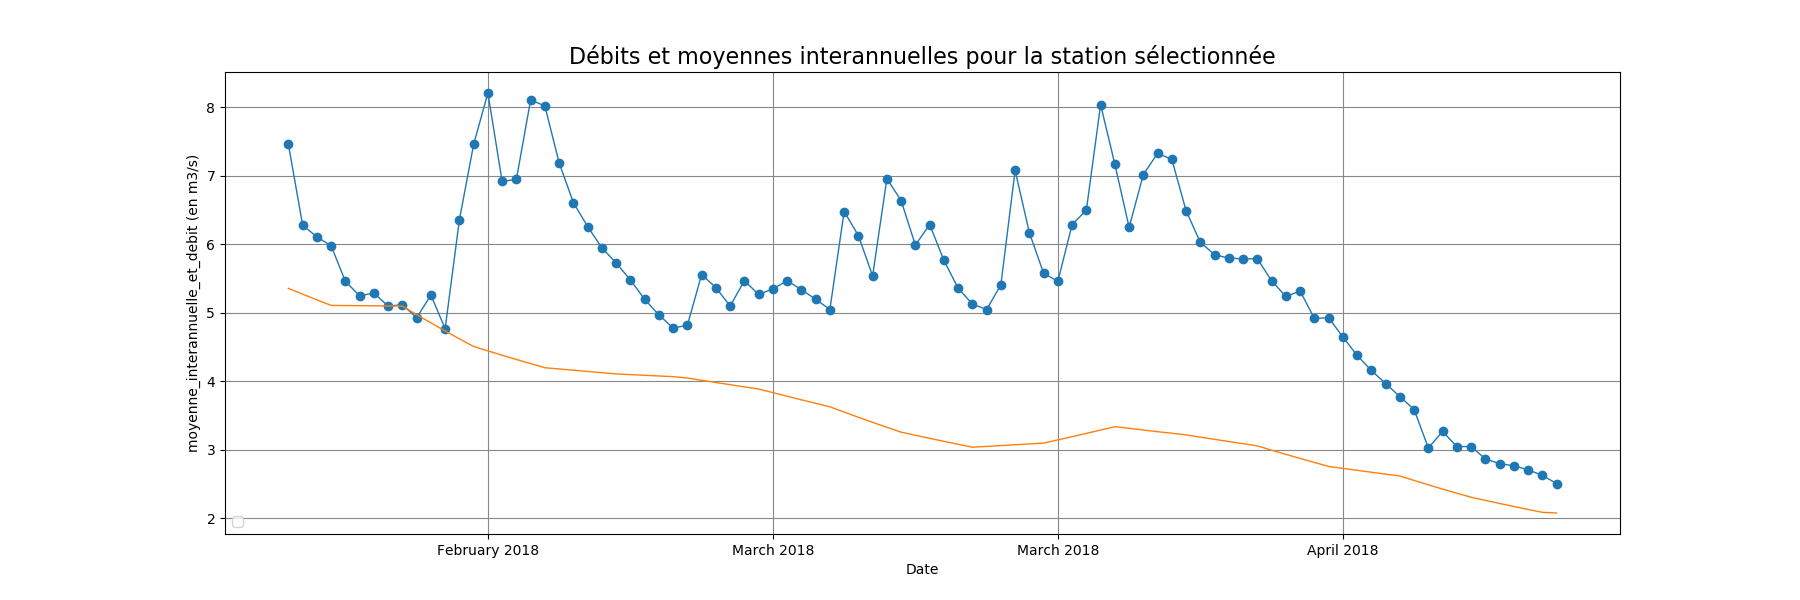 Débits et moyennes interannuelles pour la station sélectionnée
moyenne_interannuelle_et_debit (en m3/s)
8
7
6
5
4
3
2
February 2018
March 2018
March 2018
April 2018
Date